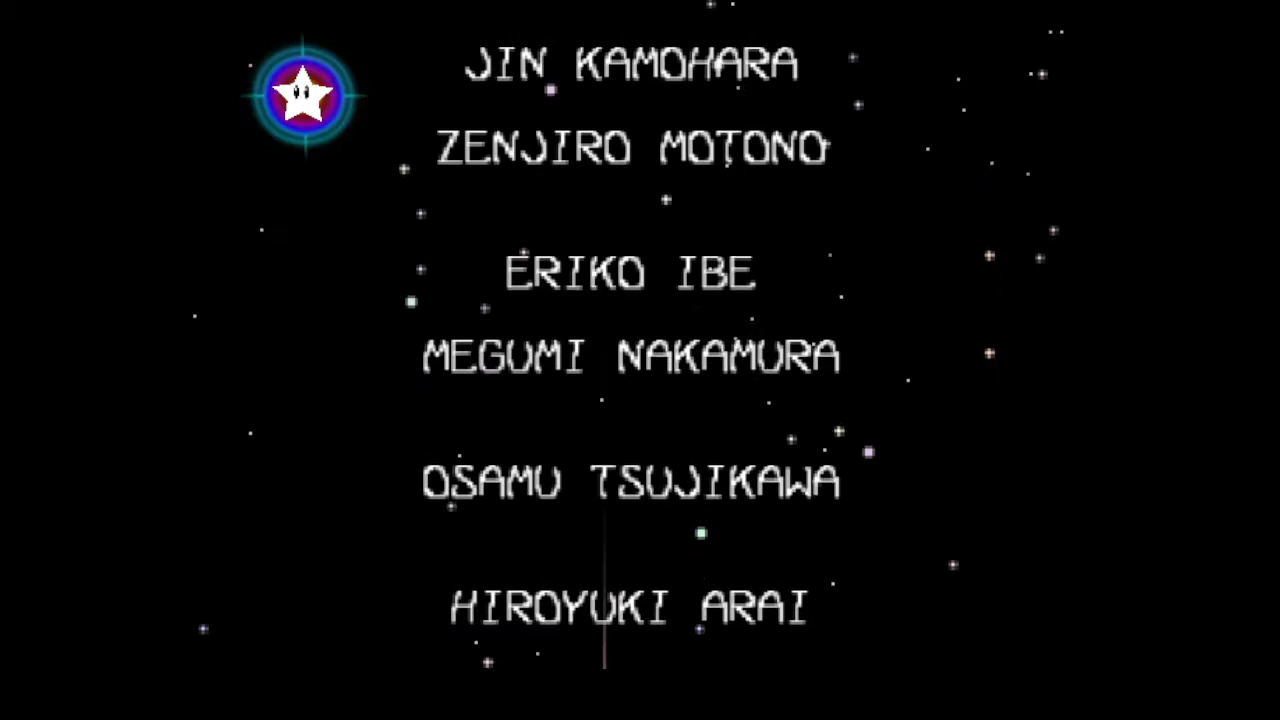 JIN KAMOHARA
ZENJIRO MOTONO
ERIKO IBE
MEGUMI NAKAMURA
OSAMU TSUJIKAWA
HIROYUKI ARAI